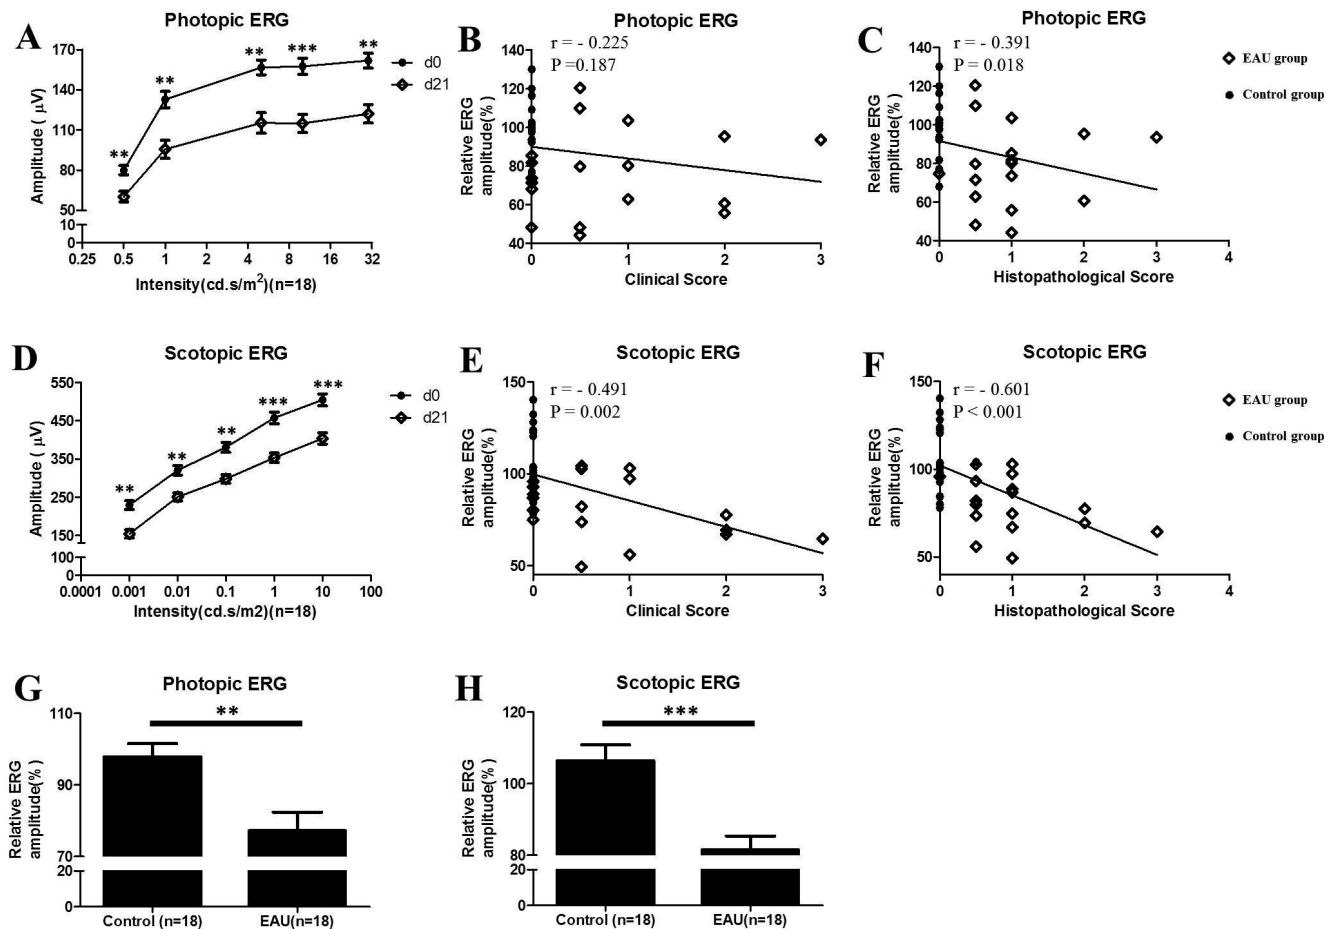 A
Photopic ERG
170
140
110
80
50
10
0
Amplitude ( μV)
**
**
**
***
**
d0
d21
0.25 0.5 1 2 4 8 16 32
Intensity(cd.s/m2)(n=18)
B
Photopic ERG
r = - 0.225
P =0.187
140
120
100
80
60
40
Relative ERG
amplitude(%)
0 1 2 3
Clinical Score
C
Photopic ERG
r = - 0.391
P = 0.018
140
120
100
80
60
40
Relative ERG
amplitude(%)
0 1 2 3 4
Histopathological Score
EAU group
Control group
D
Scotopic ERG
550
450
350
250
150
100
0
Amplitude ( μV)
**
**
**
***
***
d0
d21
0.0001 0.001 0.01 0.1 1 10 100
Intensity(cd.s/m2)(n=18)
E
Scotopic ERG
r = - 0.491
P = 0.002
150
100
50
Relative ERG
amplitude(%)
0 1 2 3
Clinical Score
F
Scotopic ERG
r = - 0.601
P < 0.001
150
100
50
Relative ERG
amplitude(%)
0 1 2 3 4
Histopathological Score
EAU group
Control group
G
Photopic ERG
**
110
90
70
20
0
Relative ERG
amplitude(%)
Control (n=18) EAU(n=18)
H
Scotopic ERG
***
120
100
80
20
0
Relative ERG
amplitude(%)
Control (n=18) EAU(n=18)